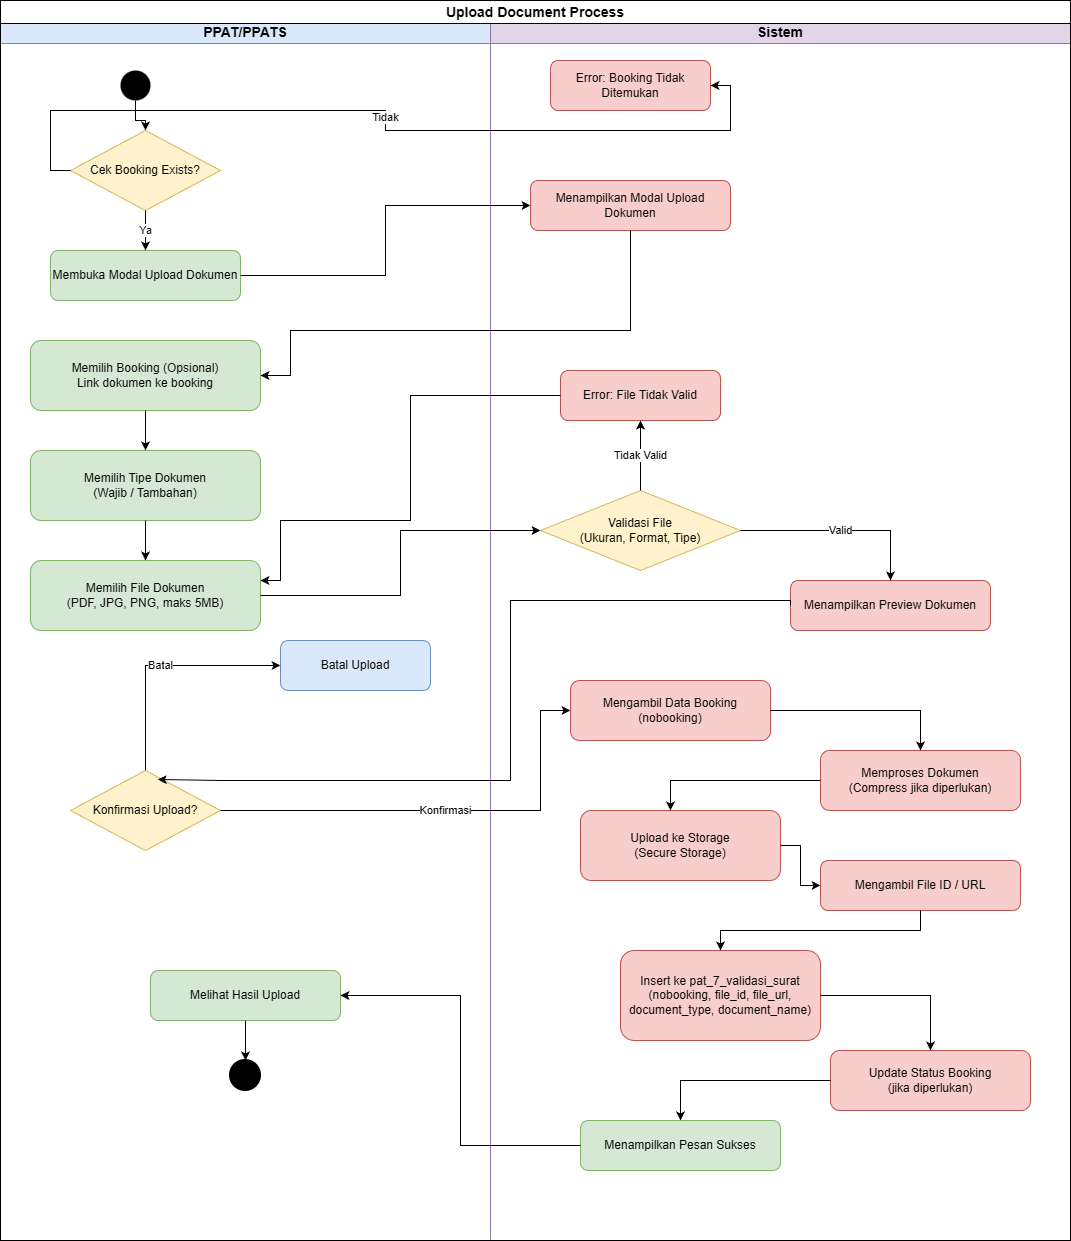 Upload Document Process
PPAT/PPATS
Sistem
Error: Booking Tidak
Ditemukan
Tidak
Cek Booking Exists?
Ya
Menampilkan Modal Upload
Dokumen
Membuka Modal Upload Dokumen
Memilih Booking (Opsional)
Link dokumen ke booking
Error: File Tidak Valid
Tidak Valid
Memilih Tipe Dokumen
(Wajib / Tambahan)
Validasi File
(Ukuran, Format, Tipe)
Valid
Memilih File Dokumen
(PDF, JPG, PNG, maks 5MB)
Menampilkan Preview Dokumen
Batal
Batal Upload
Mengambil Data Booking
(nobooking)
Memproses Dokumen
(Compress jika diperlukan)
Konfirmasi Upload?
Konfirmasi
Upload ke Storage
(Secure Storage)
Mengambil File ID / URL
Insert ke pat_7_validasi_surat
(nobooking, file_id, file_url,
document_type, document_name)
Melihat Hasil Upload
Update Status Booking
(jika diperlukan)
Menampilkan Pesan Sukses